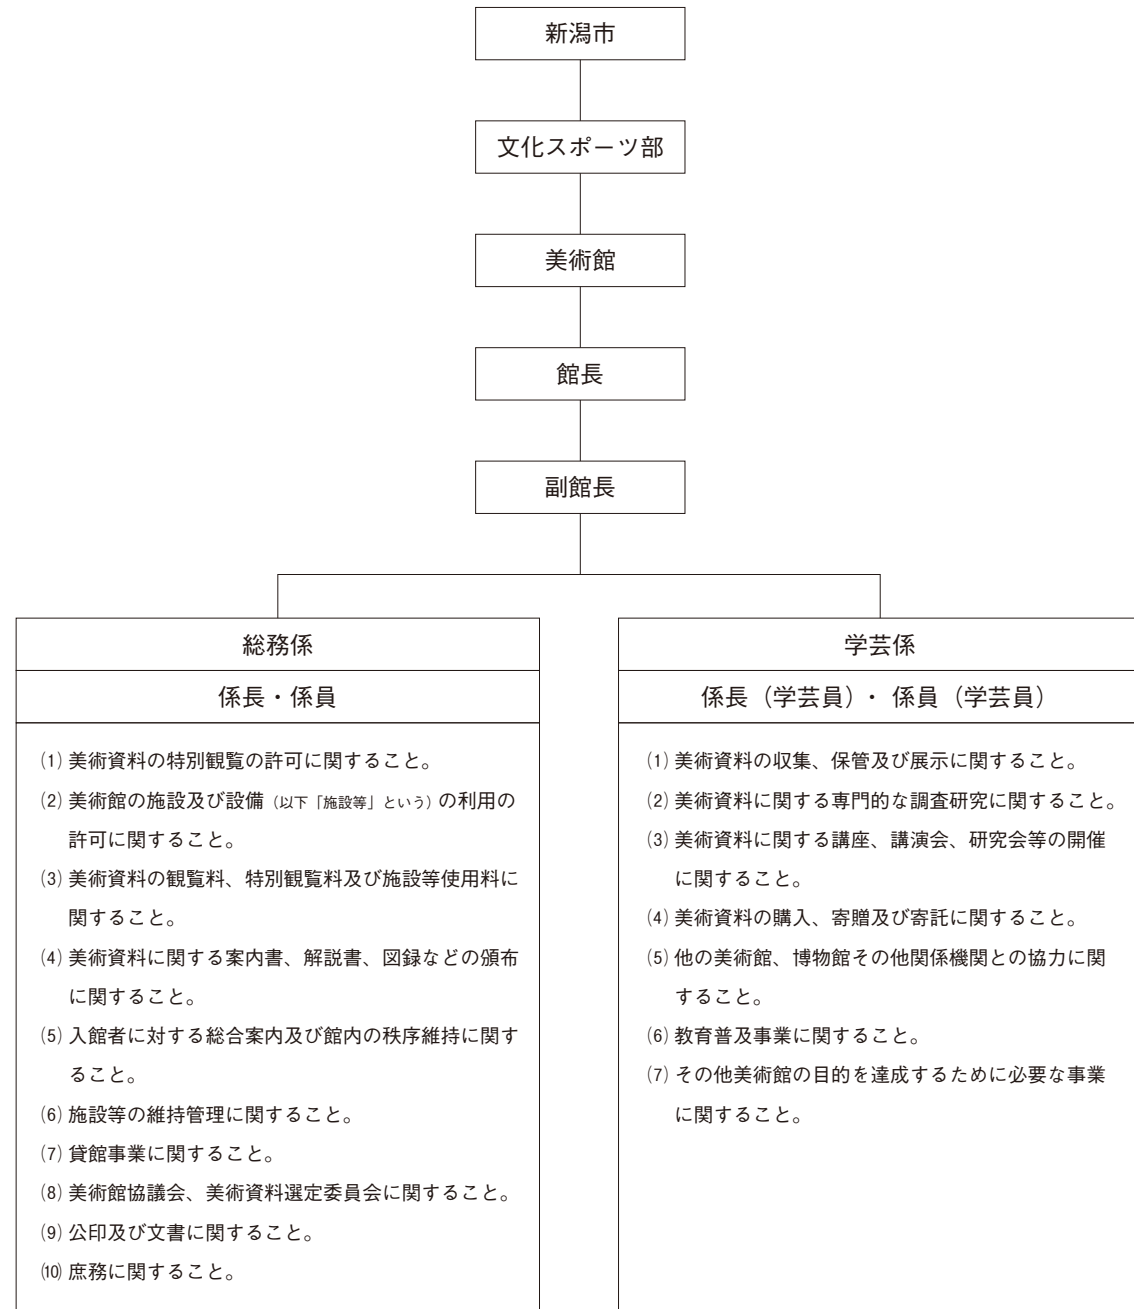 新潟市
文化スポーツ部
美術館
館長
副館長
総務係
係長・係員
(1) 美術資料の特別観覧の許可に関すること。
(2) 美術館の施設及び設備（以下「施設等」という）の利用の
許可に関すること。
(3) 美術資料の観覧料、特別観覧料及び施設等使用料に
関すること。
(4) 美術資料に関する案内書、解説書、図録などの頒布
に関すること。
(5) 入館者に対する総合案内及び館内の秩序維持に関す
ること。
(6) 施設等の維持管理に関すること。
(7) 貸館事業に関すること。
(8) 美術館協議会、美術資料選定委員会に関すること。
(9) 公印及び文書に関すること。
(10) 庶務に関すること。
学芸係
係長（学芸員）・ 係員（学芸員）
(1) 美術資料の収集、保管及び展示に関すること。
(2) 美術資料に関する専門的な調査研究に関すること。
(3) 美術資料に関する講座、講演会、研究会等の開催
に関すること。
(4) 美術資料の購入、寄贈及び寄託に関すること。
(5) 他の美術館、博物館その他関係機関との協力に関
すること。
(6) 教育普及事業に関すること。
(7) その他美術館の目的を達成するために必要な事業
に関すること。